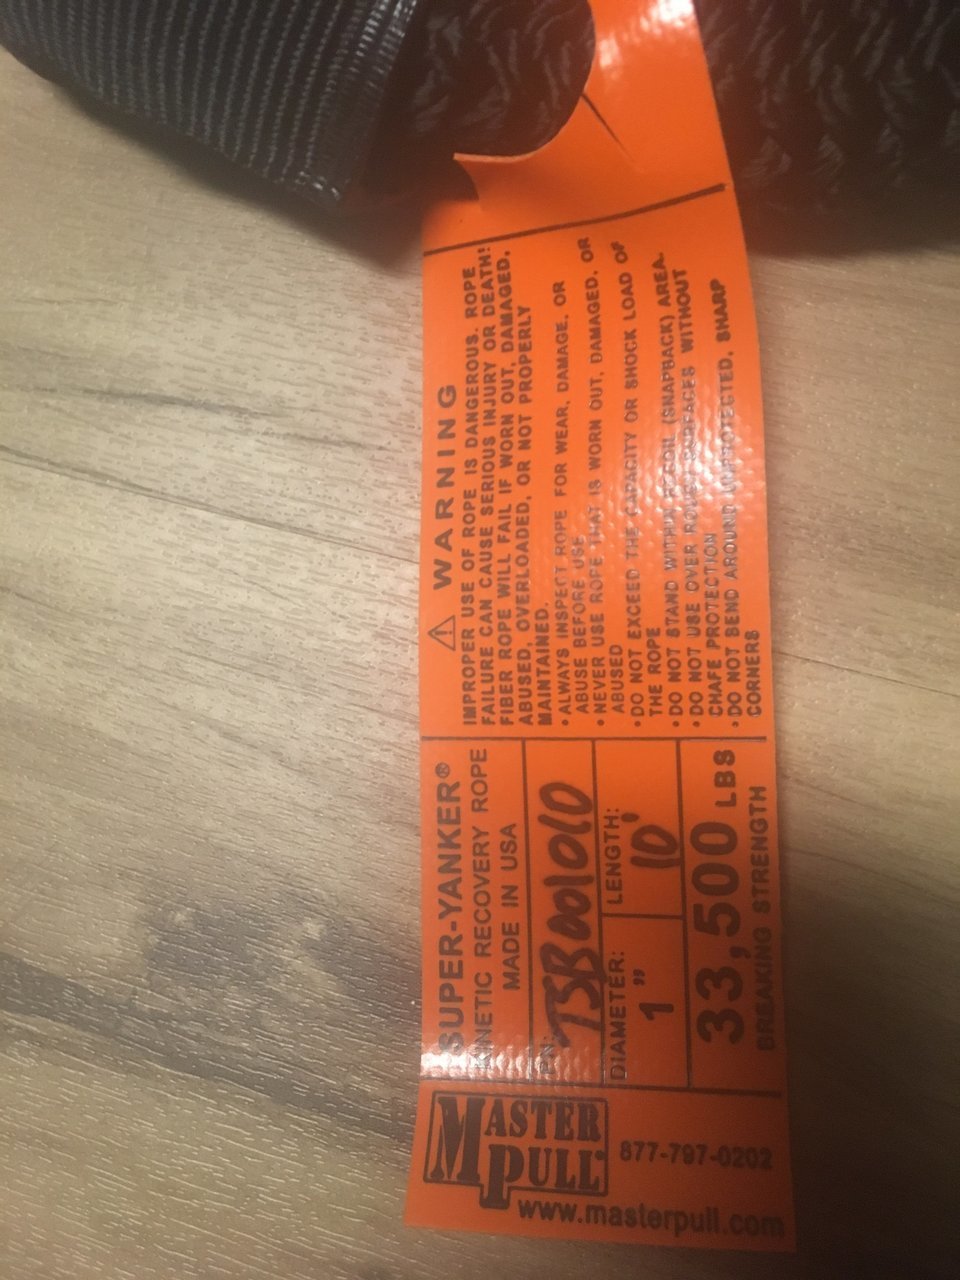 ⚠ WARNING
IMPROPER USE OF ROPE IS DANGEROUS. ROPE
FAILURE CAN CAUSE SERIOUS INJURY OR DEATH!
FIBER ROPE WILL FAIL IF WORN OUT, DAMAGED,
ABUSED, OVERLOADED, OR NOT PROPERLY
MAINTAINED.
• ALWAYS INSPECT ROPE FOR WEAR, DAMAGE, OR
ABUSE BEFORE USE
• NEVER USE ROPE THAT IS WORN OUT, DAMAGED, OR
ABUSED
• DO NOT EXCEED THE CAPACITY OR SHOCK LOAD OF
THE ROPE
• DO NOT STAND WITHIN RECOIL (SNAPBACK) AREA.
• DO NOT USE OVER ROUGH SURFACES WITHOUT
CHAFE PROTECTION
• DO NOT BEND AROUND UNPROTECTED, SHARP
CORNERS
SUPER-YANKER®
KINETIC RECOVERY ROPE
MADE IN USA
PN: TSB001010
DIAMETER: 1"
LENGTH: 10'
33,500 LBS
BREAKING STRENGTH
MASTER
PULL
877-797-0202
www.masterpull.com